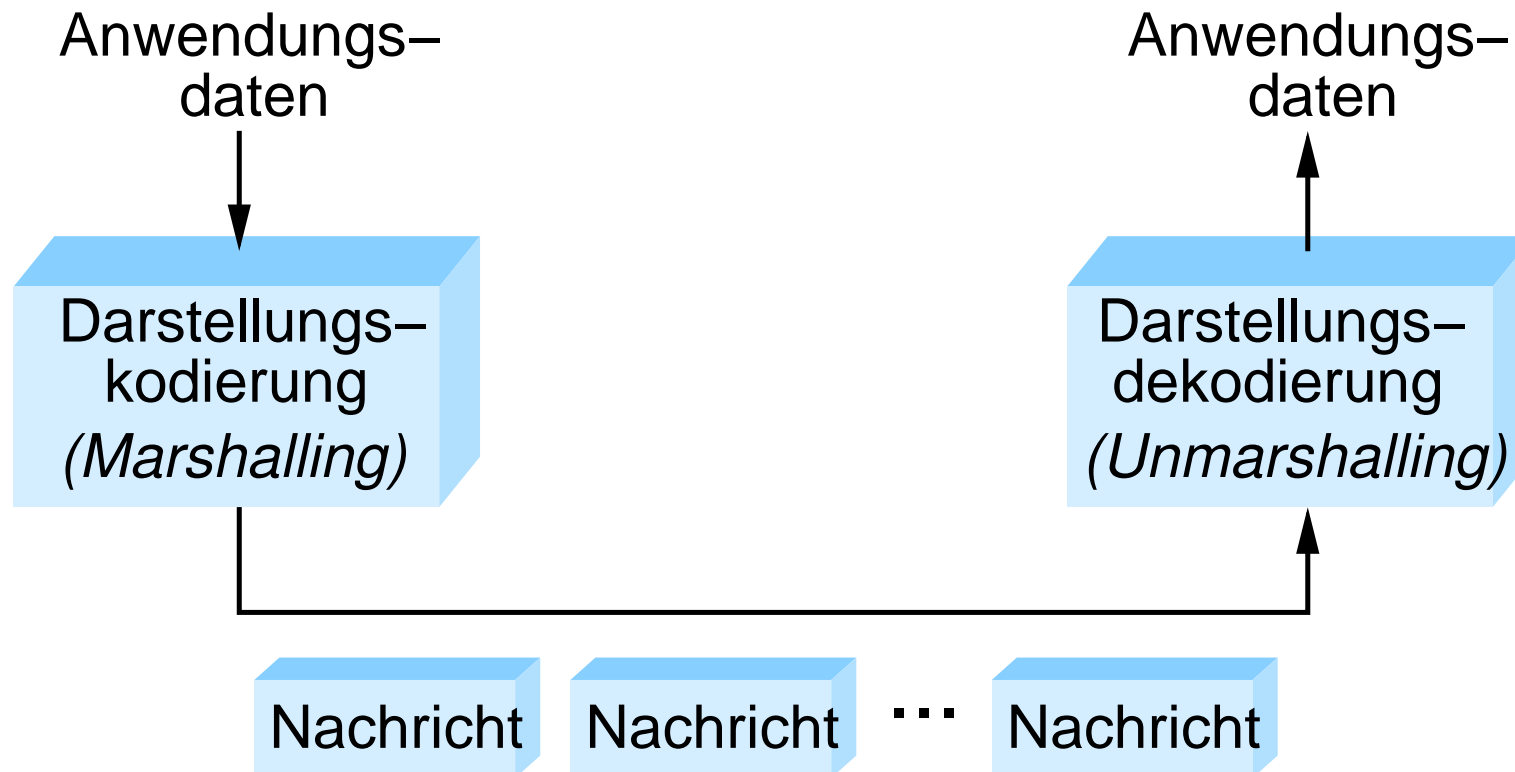 Anwendungs–
daten
Anwendungs–
daten
Darstellungs–
kodierung
(Marshalling)
Darstellungs–
dekodierung
(Unmarshalling)
Nachricht
Nachricht
...
Nachricht